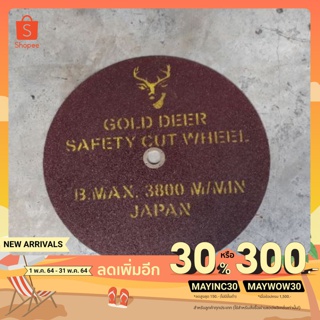 Shopee
GOLD DEER
SAFETY CUT WHEEL
B.MAX. 3800 M/MIN
JAPAN
NEW ARRIVALS
1 พ.ค. 64 - 31 พ.ค. 64
ลดเพิ่มอีก
30% หรือ 300
MAYINC30
MAYWOW30